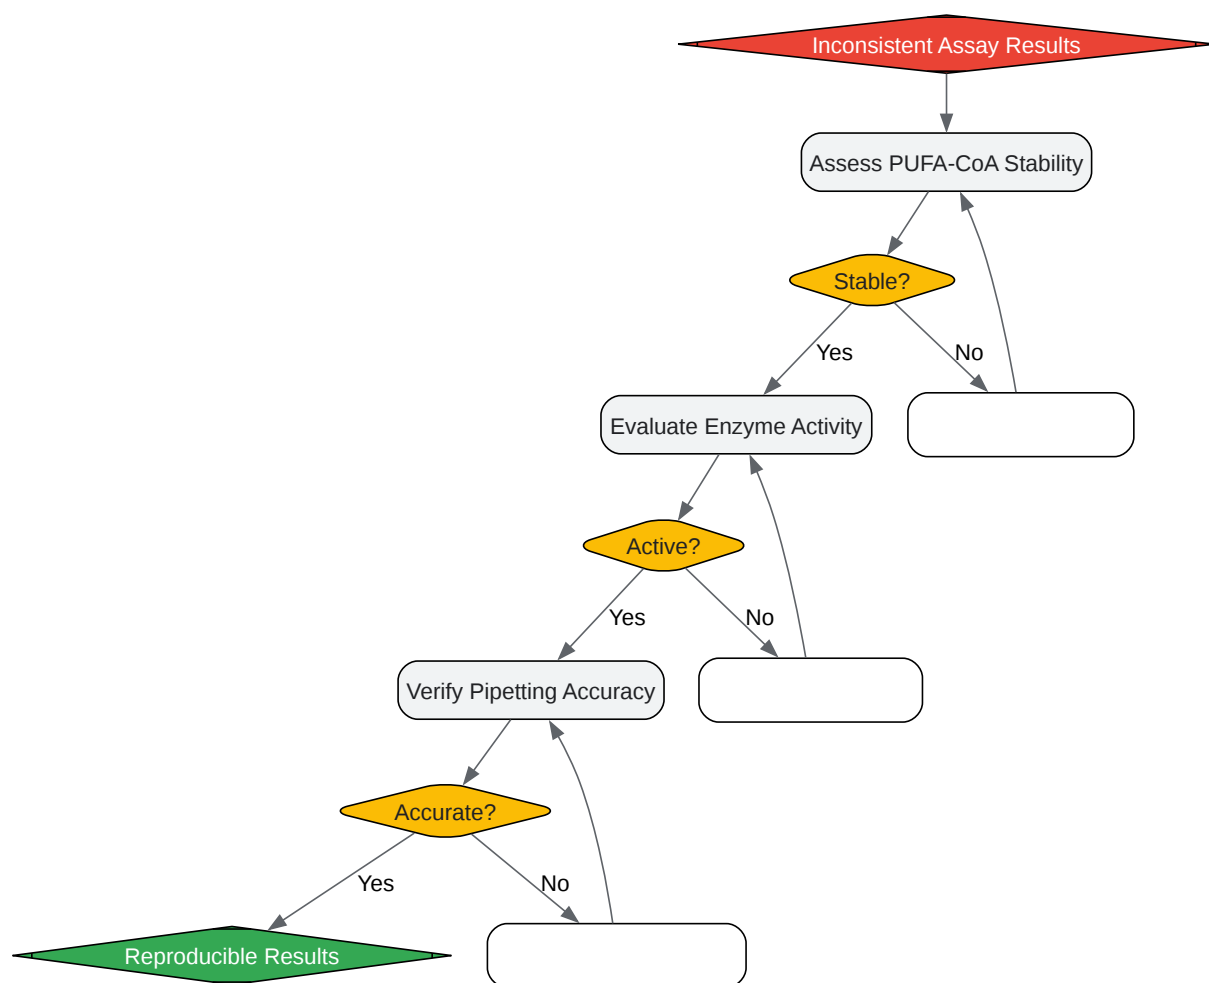 Inconsistent Assay Results
Assess PUFA-CoA Stability
Stable?
Yes
No
Evaluate Enzyme Activity
Active?
Yes
No
Verify Pipetting Accuracy
Accurate?
Yes
No
Reproducible Results